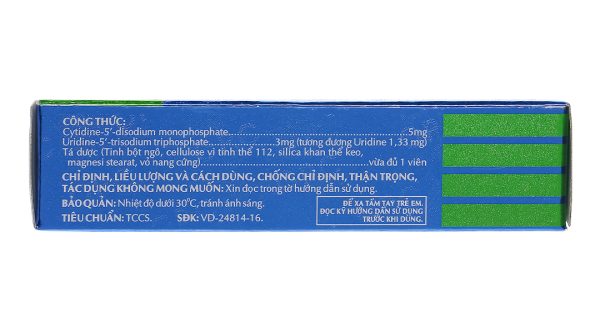 CÔNG THỨC:
Cytidine-5'-disodium monophosphate..................................................5mg
Uridine-5'-trisodium triphosphate........................3mg (tương đương Uridine 1,33 mg)
Tá dược (Tinh bột ngô, cellulose vi tinh thể 112, silica khan thể keo,
magnesi stearat, vỏ nang cứng)..............................................vừa đủ 1 viên
CHỈ ĐỊNH, LIỀU LƯỢNG VÀ CÁCH DÙNG, CHỐNG CHỈ ĐỊNH, THẬN TRỌNG,
TÁC DỤNG KHÔNG MONG MUỐN: Xin đọc trong tờ hướng dẫn sử dụng.
BẢO QUẢN: Nhiệt độ dưới 30°C, tránh ánh sáng.
TIÊU CHUẨN: TCCS. SĐK: VD-24814-16.
ĐỂ XA TẦM TAY TRẺ EM.
ĐỌC KỸ HƯỚNG DẪN SỬ DỤNG
TRƯỚC KHI DÙNG.